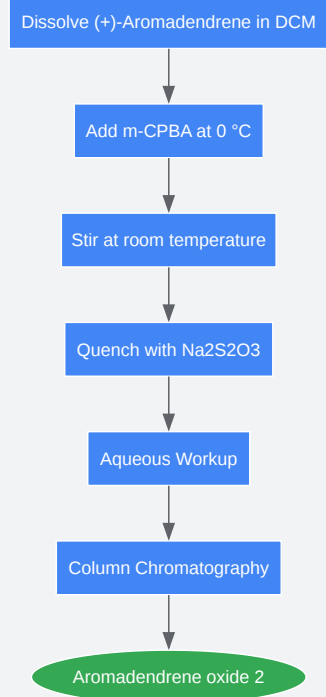 Dissolve (+)-Aromadendrene in DCM
Add m-CPBA at 0 °C
Stir at room temperature
Quench with Na2S2O3
Aqueous Workup
Column Chromatography
Aromadendrene oxide 2